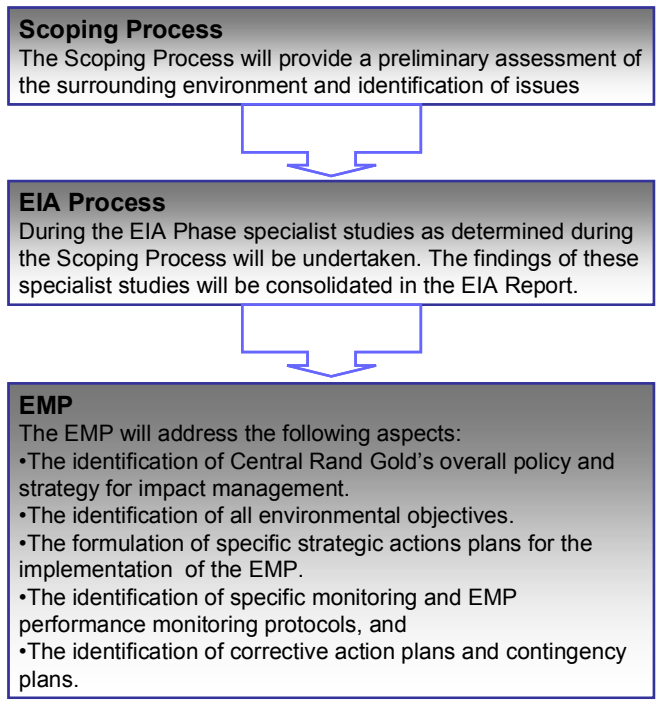 Scoping Process
The Scoping Process will provide a preliminary assessment of
the surrounding environment and identification of issues
EIA Process
During the EIA Phase specialist studies as determined during
the Scoping Process will be undertaken. The findings of these
specialist studies will be consolidated in the EIA Report.
EMP
The EMP will address the following aspects:
•The identification of Central Rand Gold’s overall policy and
strategy for impact management.
•The identification of all environmental objectives.
•The formulation of specific strategic actions plans for the
implementation  of the EMP.
•The identification of specific monitoring and EMP
performance monitoring protocols, and
•The identification of corrective action plans and contingency
plans.